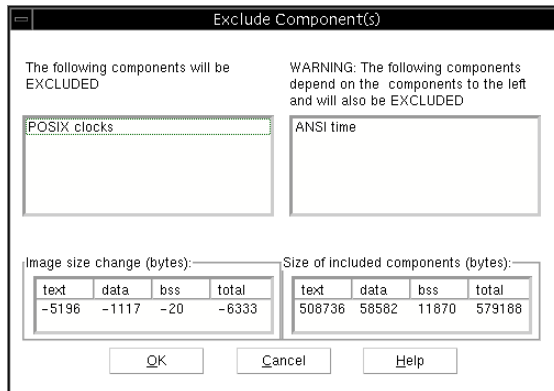 Exclude Component(s)
The following components will be
EXCLUDED
WARNING: The following components
depend on the components to the left
and will also be EXCLUDED
POSIX clocks
ANSI time
Image size change (bytes):
text data bss total
-5196 -1117 -20 -6333
Size of included components (bytes):
text data bss total
508736 58582 11870 579188
OK Cancel Help